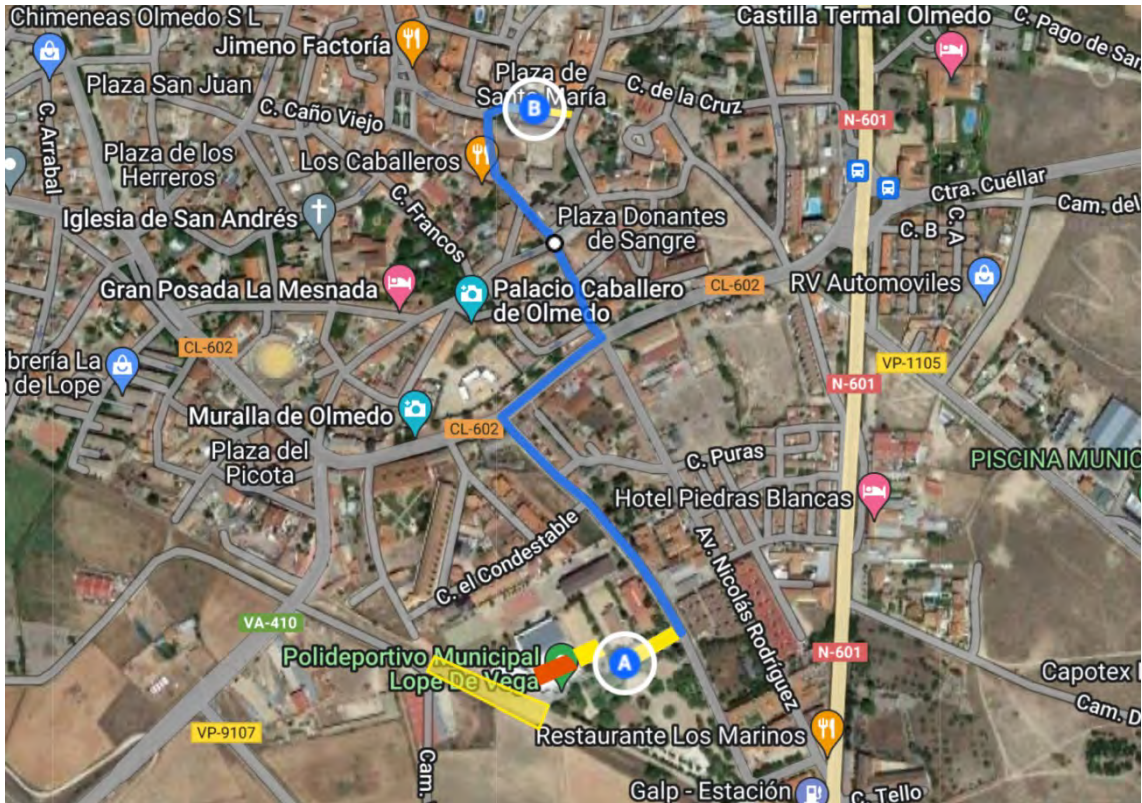 Chimeneas Olmedo S L
Jimeno Factoría
Castilla Termal Olmedo
C. Pago de San
Plaza San Juan
Plaza de
Santa María
C. de la Cruz
B
C. Caño Viejo
N-601
C. Arrabal
Plaza de los
Herreros
Los Caballeros
Ctra. Cuéllar
Iglesia de San Andrés
C. Francos
Plaza Donantes
de Sangre
C. A
Cam. del
C. B
Gran Posada La Mesnada
Palacio Caballero
de Olmedo
CL-602
RV Automoviles
CL-602
brería La
n de Lope
VP-1105
N-601
Muralla de Olmedo
CL-602
Plaza del
Picota
C. Puras
PISCINA MUNIC
Hotel Piedras Blancas
C. el Condestable
Av. Nicolás Rodríguez
VA-410
Polideportivo Municipal
Lope De Vega
A
N-601
Capotex
Cam. D
VP-9107
Restaurante Los Marinos
Cam.
Galp - Estación
C. Tello